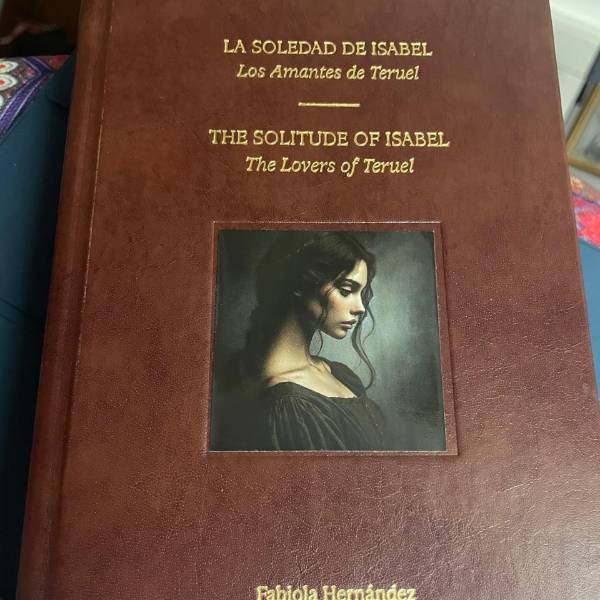 LA SOLEDAD DE ISABEL
Los Amantes de Teruel
THE SOLITUDE OF ISABEL
The Lovers of Teruel
Fabiola Hernández